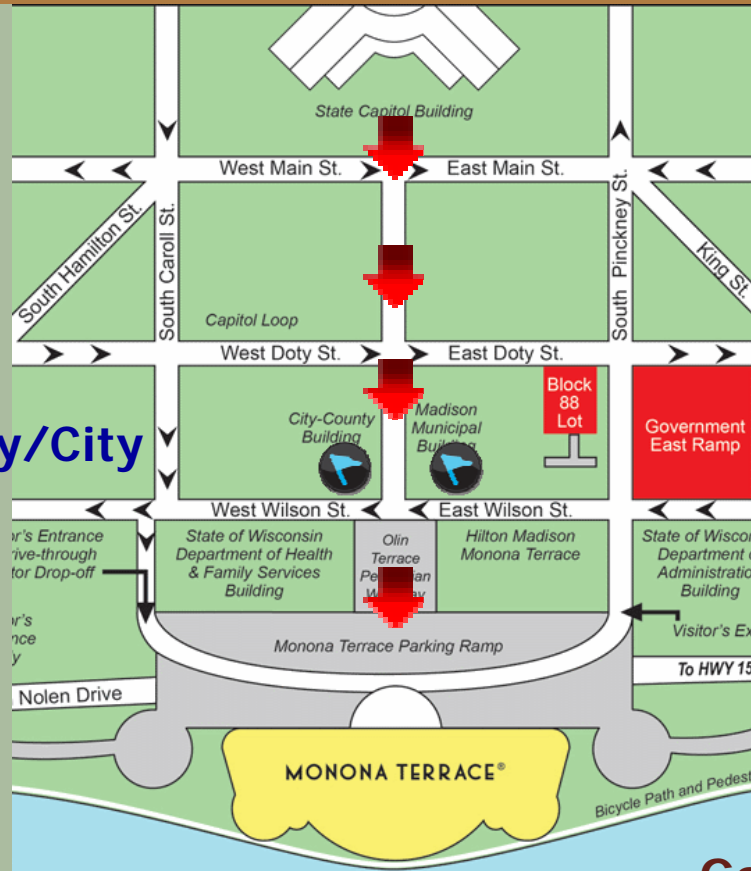 State Capitol Building
West Main St.
East Main St.
South Hamilton St.
South Caroll St.
South Pinckney St.
King St.
Capitol Loop
West Doty St.
East Doty St.
Block
88
Lot
Government
East Ramp
y/City
City-County
Building
Madison
Municipal
Building
West Wilson St.
East Wilson St.
or's Entrance
rive-through
tor Drop-off
State of Wisconsin
Department of Health
& Family Services
Building
Olin
Terrace
Hilton Madison
Monona Terrace
State of Wiscon
Department o
Administratio
Building
or's
nce
y
Visitor's Ex
Monona Terrace Parking Ramp
To HWY 15
Nolen Drive
MONONA TERRACE®
Bicycle Path and Pedest